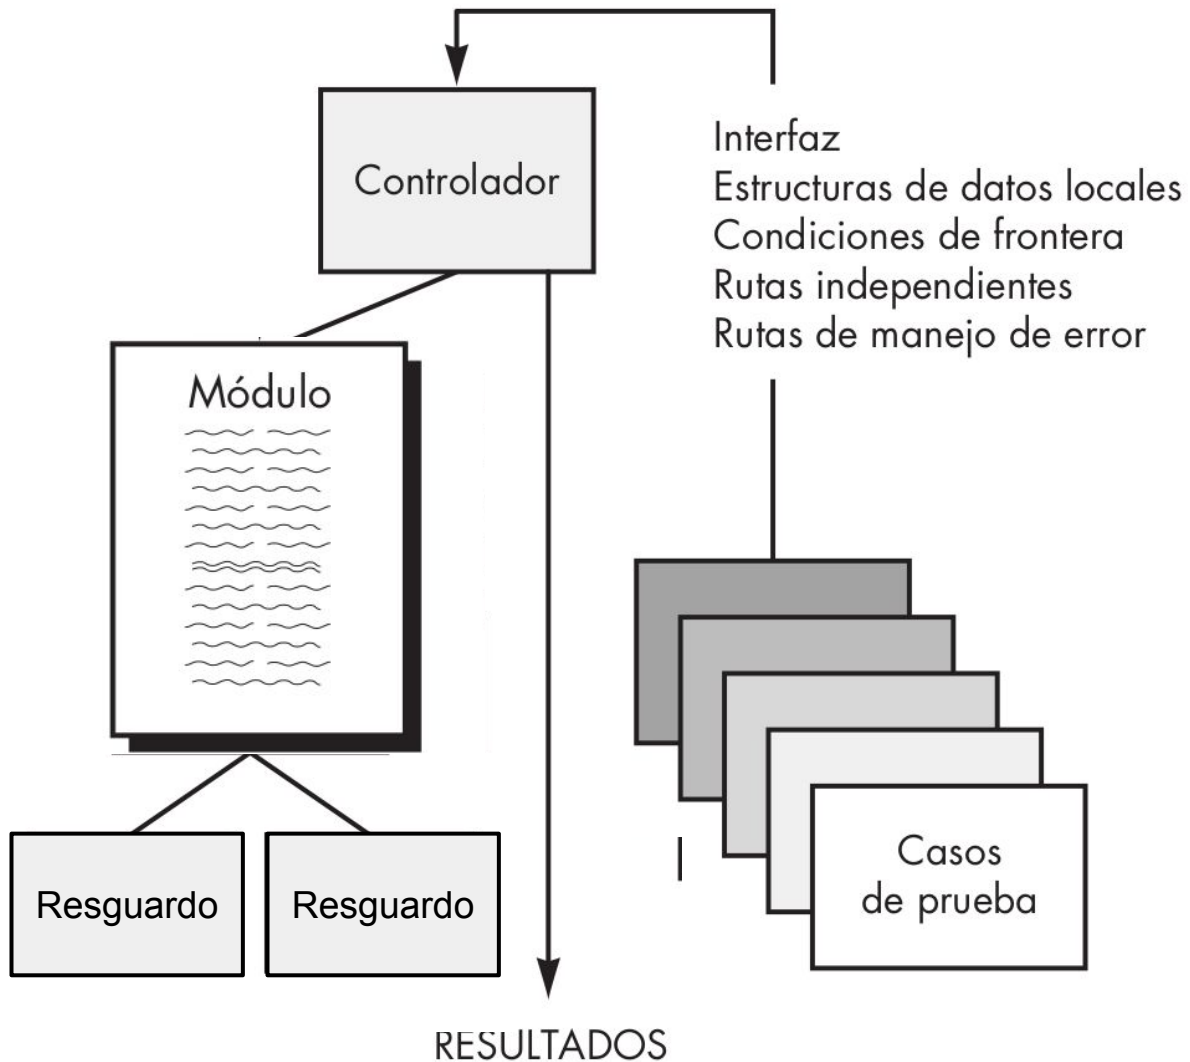 Controlador
Interfaz
Estructuras de datos locales
Condiciones de frontera
Rutas independientes
Rutas de manejo de error
Módulo
Resguardo
Resguardo
Casos
de prueba
RESULTADOS